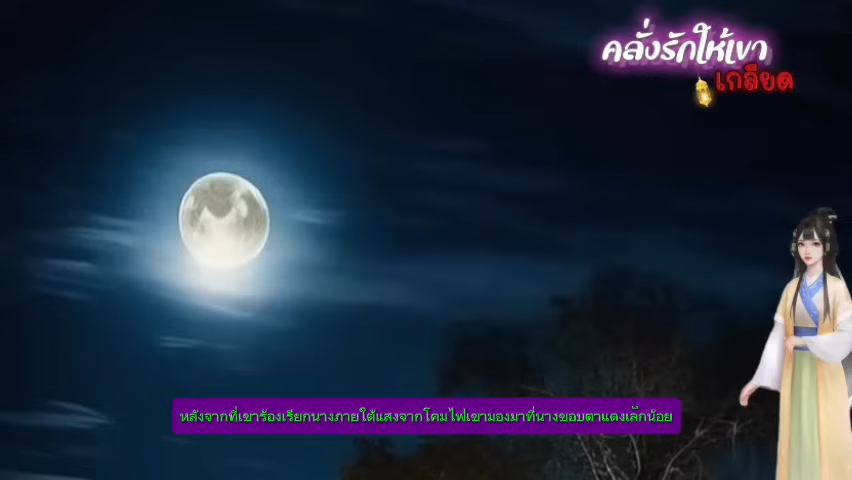 คลั่งรักให้เขา
เกลียด
หลังจากที่เขาร้องเรียกนางภายใต้แสงจากโคมไฟเขามองมาที่นางขอบตาแดงเล็กน้อย